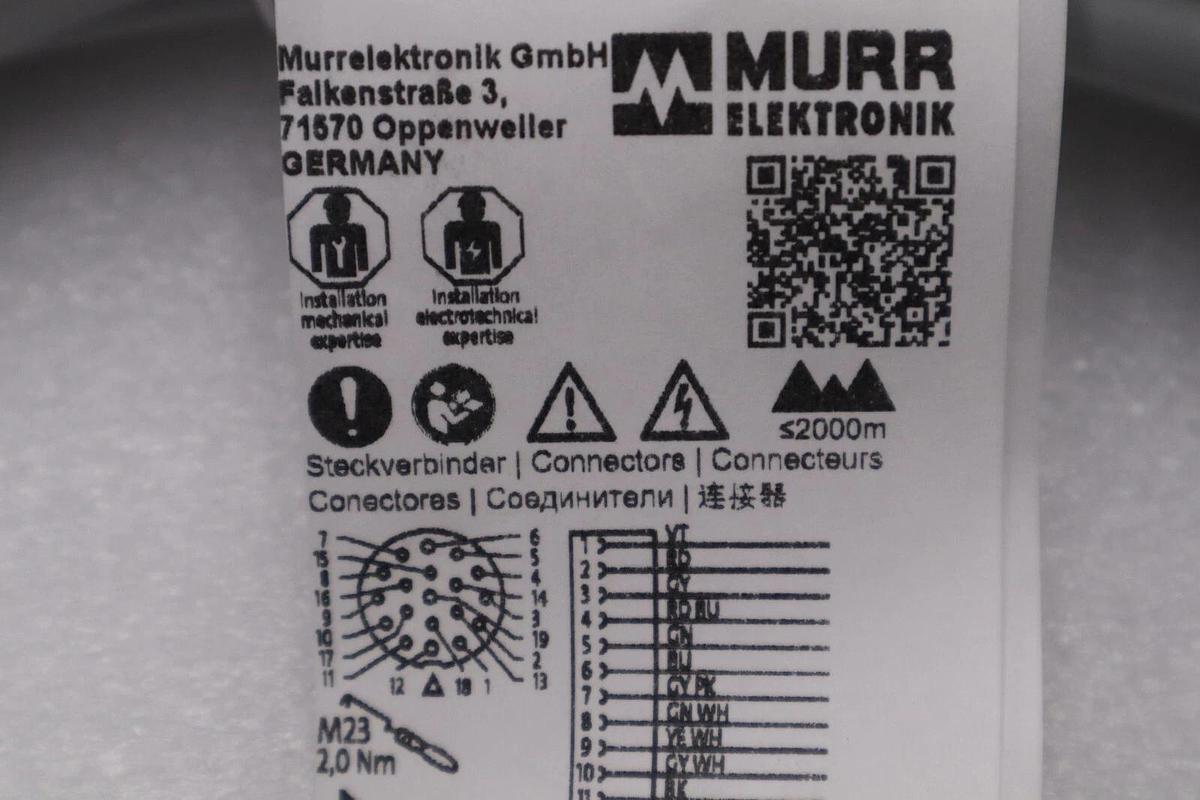 Murrelektronik GmbH
Falkenstraße 3,
71570 Oppenweiler
GERMANY
MURR
ELEKTRONIK
Installation
mechanical
expertise
Installation
electrotechnical
expertise
≤2000m
Steckverbinder | Connectors | Connecteurs
Conectores | Соединители | 连接器
7
15
8
16
9
10
17
11
6
5
4
14
3
19
2
13
12
18
1
M23
2,0 Nm
1 VT
2 RD
3 GY
4 RD BU
5 GN
6 BU
7 GY PK
8 GN WH
9 YE WH
10 GY WH
11 BK